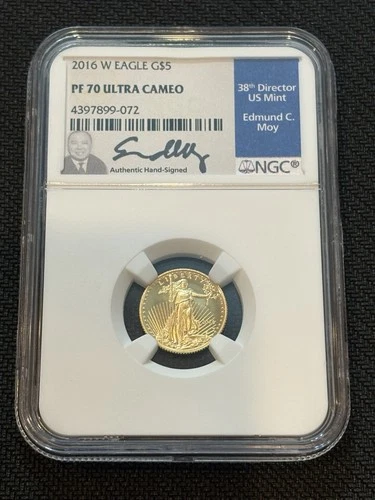 2016 W EAGLE G$5
PF 70 ULTRA CAMEO
4397899-072
38th Director
US Mint
Edmund C.
Moy
Authentic Hand-Signed
NGC®
LIBERTY